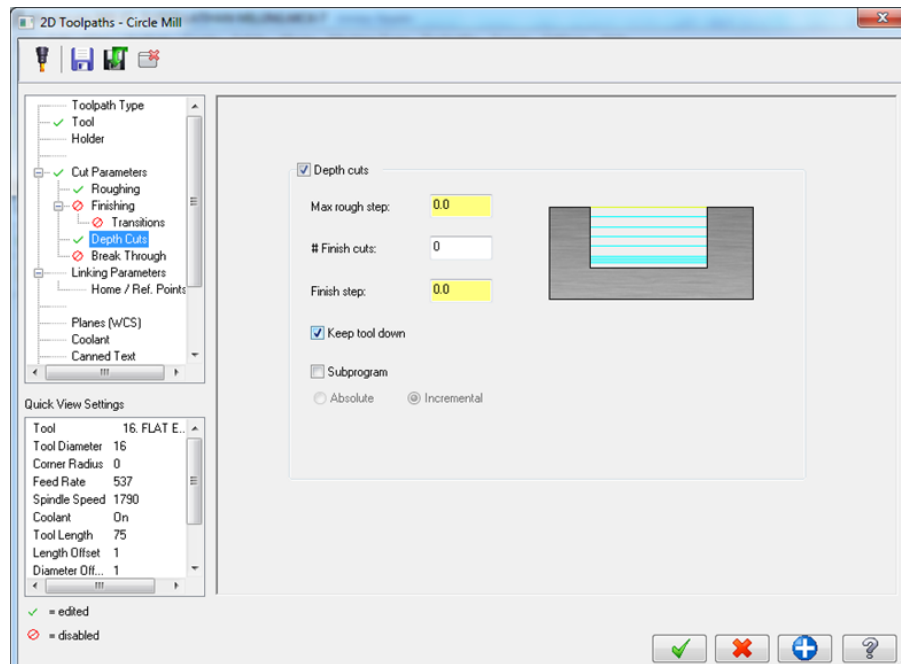 2D Toolpaths - Circle Mill
Toolpath Type
Tool
Holder
Cut Parameters
Roughing
Finishing
Transitions
Depth Cuts
Break Through
Linking Parameters
Home / Ref. Points
Planes (WCS)
Coolant
Canned Text
Depth cuts
Max rough step: 0.0
# Finish cuts: 0
Finish step: 0.0
Keep tool down
Subprogram
Absolute Incremental
Quick View Settings
Tool 16. FLAT E...
Tool Diameter 16
Corner Radius 0
Feed Rate 537
Spindle Speed 1790
Coolant On
Tool Length 75
Length Offset 1
Diameter Off... 1
= edited
= disabled